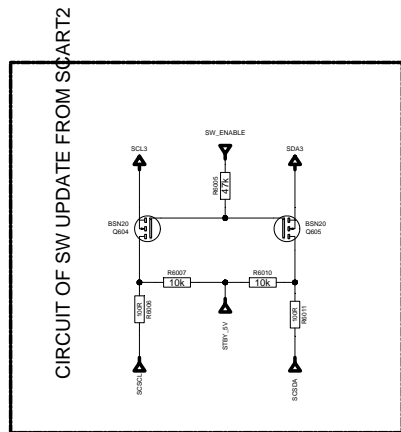 CIRCUIT OF SW UPDATE FROM SCART2
SW_ENABLE
SCL3
SDA3
R6005
47k
BSN20
Q604
BSN20
Q605
R6007
10k
R6010
10k
100R
R6006
STBY_5V
100R
R6011
SCSCL
SCSDA